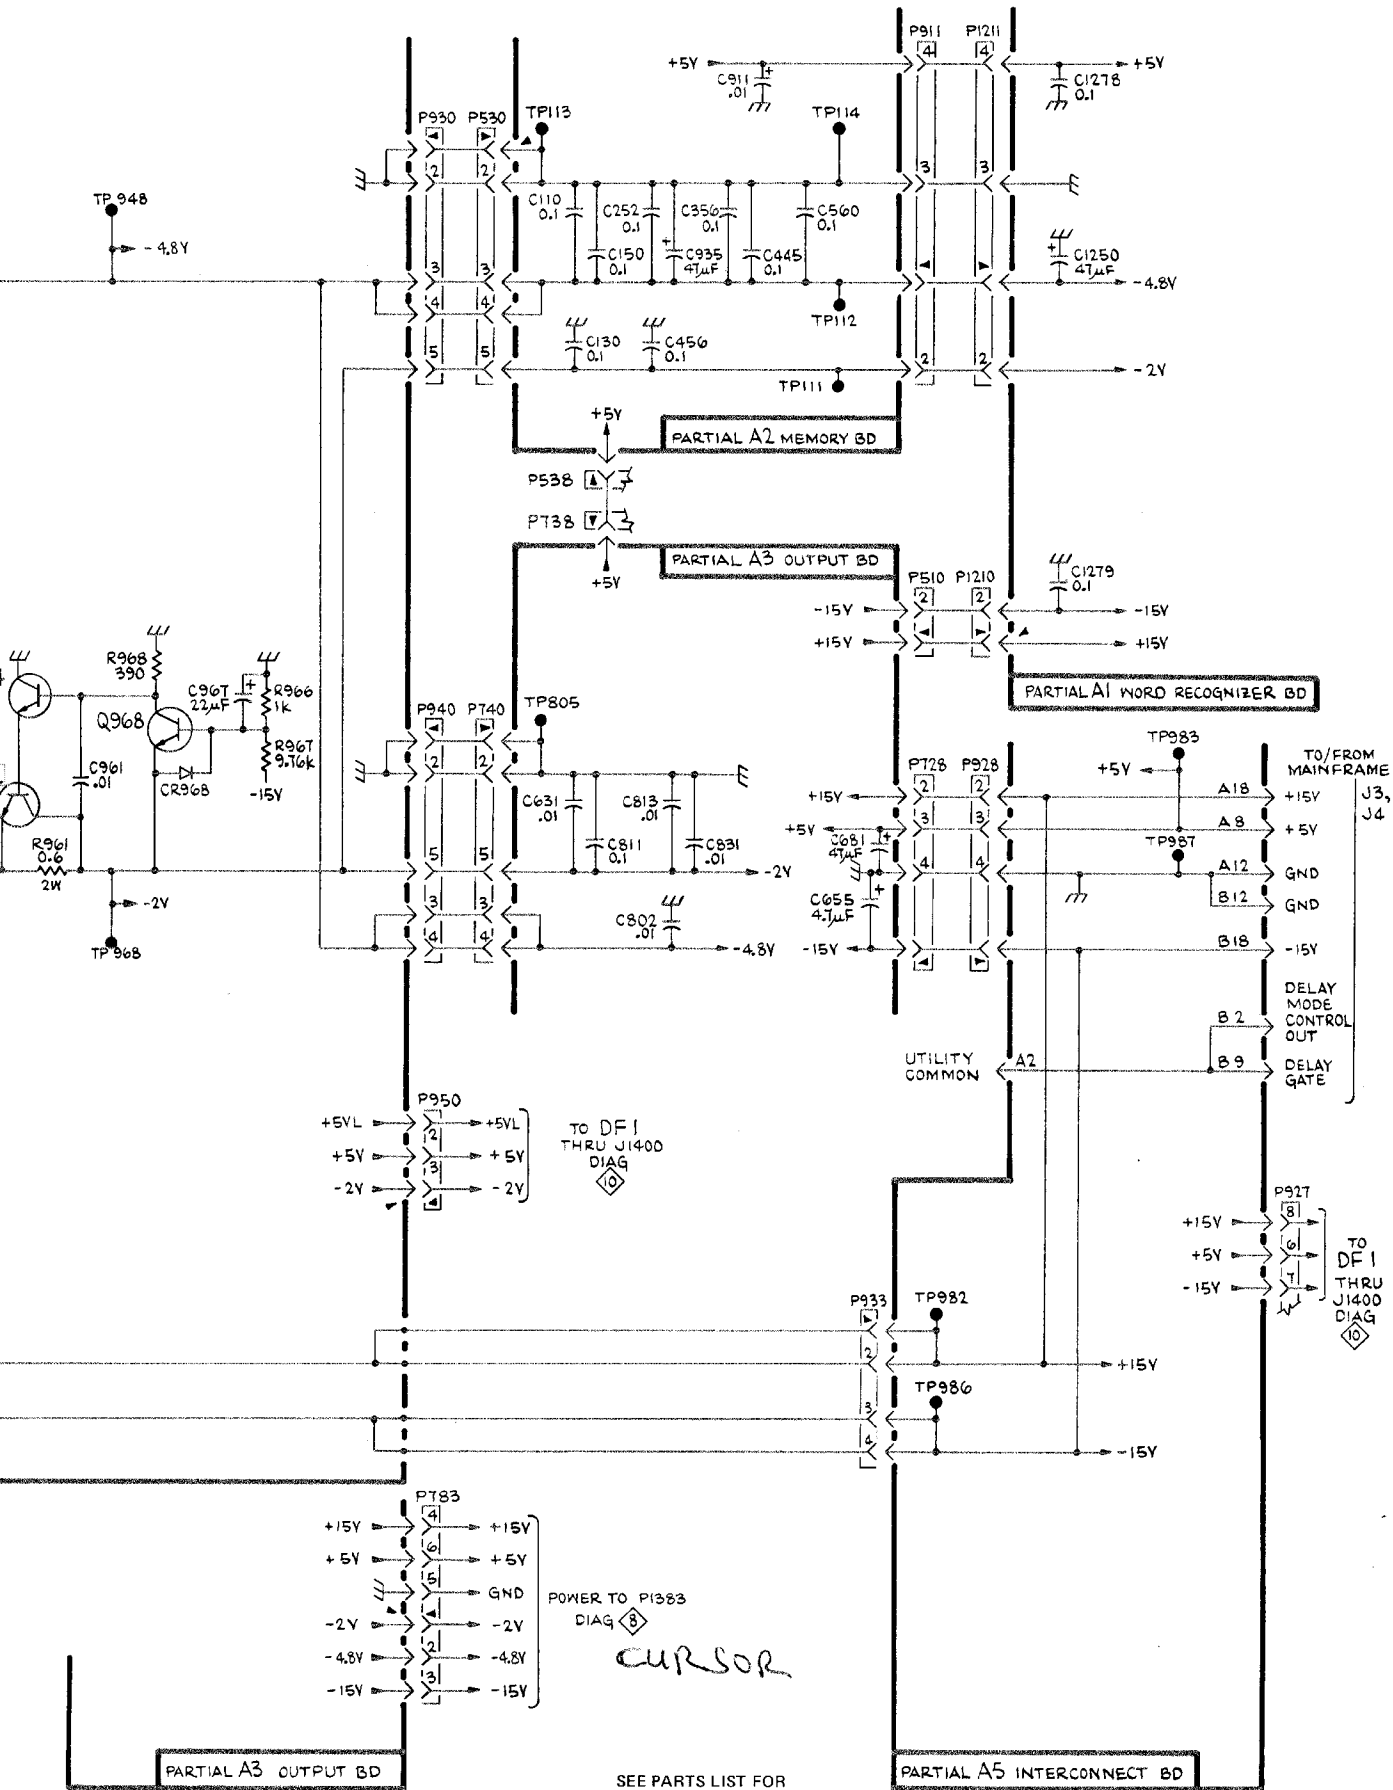 P911 P1211
4 4
+5V +5V
C911 .01
C1278 0.1
P930 P530
TP113
TP114
2 2
3 3
C110 0.1
C252 0.1
C356 0.1
C560 0.1
C150 0.1
C935 47µF
C445 0.1
C1250 47µF
TP 948
-4.8V
3 3
-4.8V
4 4
TP112
C130 0.1
C456 0.1
5 5
2 2
-2V
TP111
+5V
PARTIAL A2 MEMORY BD
P538
P738
PARTIAL A3 OUTPUT BD
+5V
P510 P1210
C1279 0.1
-15V 2 2 -15V
+15V +15V
R968 390
C967 22µF
R966 1K
Q968
R967 9.76K
-15V
C961 .01
CR968
R961 0.6 2W
-2V
TP 968
PARTIAL A1 WORD RECOGNIZER BD
P940 P740
TP805
2 2
C631 .01
C813 .01
C811 0.1
C831 .01
5 5
-2V
3 3
C802 .01
4 4
-4.8V
TP983
+5V
P728 P928
TO/FROM MAINFRAME J3, J4
+15V 2 2 A18 +15V
+5V 3 3 A8 +5V
C681 47µF
TP987
4 4 A12 GND
B12 GND
C655 4.7µF
-15V B18 -15V
B2 DELAY MODE CONTROL OUT
UTILITY COMMON A2 B9 DELAY GATE
P950
+5VL +5VL
2
+5V +5V
3
-2V -2V
TO DF1
THRU J1400
DIAG
10
P927
+15V 8
+5V 6
-15V 7
TO
DF1
THRU
J1400
DIAG
10
P933
TP982
2
+15V
TP986
3
4
-15V
P783
+15V 4 +15V
+5V 6 +5V
5 GND
-2V -2V
-4.8V 2 -4.8V
-15V 3 -15V
POWER TO P1383
DIAG 8
CURSOR
PARTIAL A3 OUTPUT BD
SEE PARTS LIST FOR
PARTIAL A5 INTERCONNECT BD